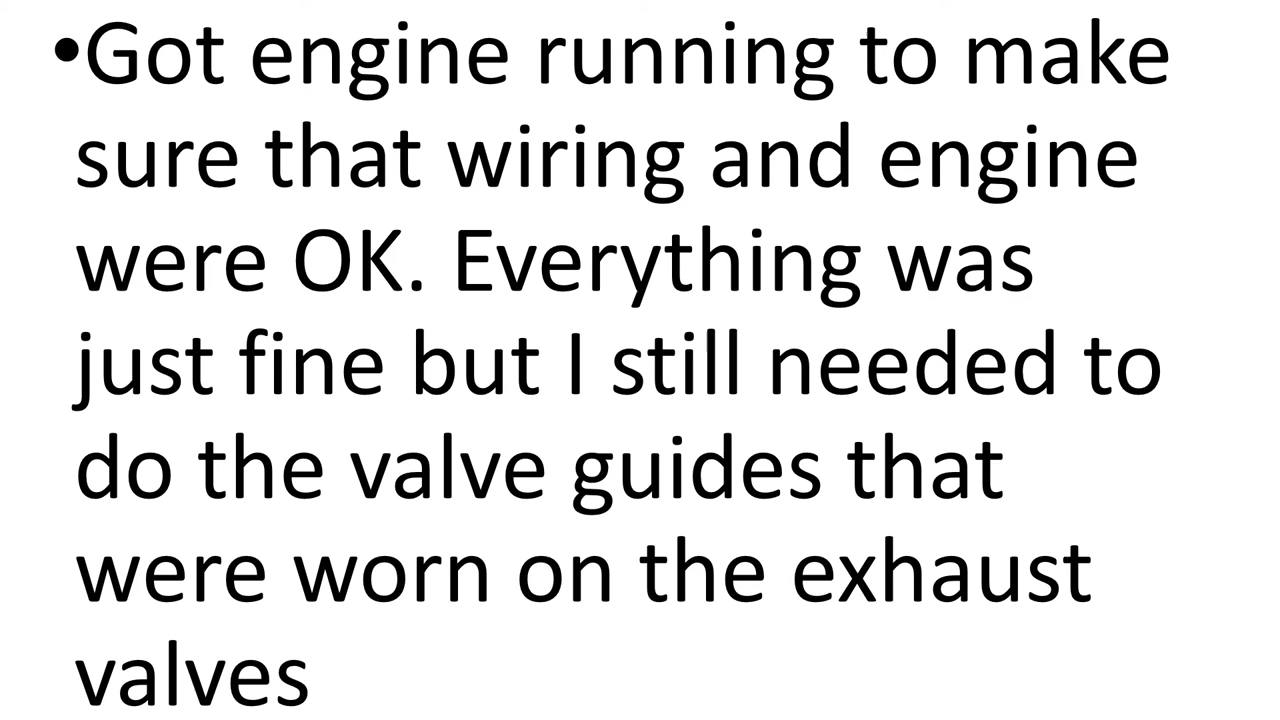 •Got engine running to make
sure that wiring and engine
were OK. Everything was
just fine but I still needed to
do the valve guides that
were worn on the exhaust
valves